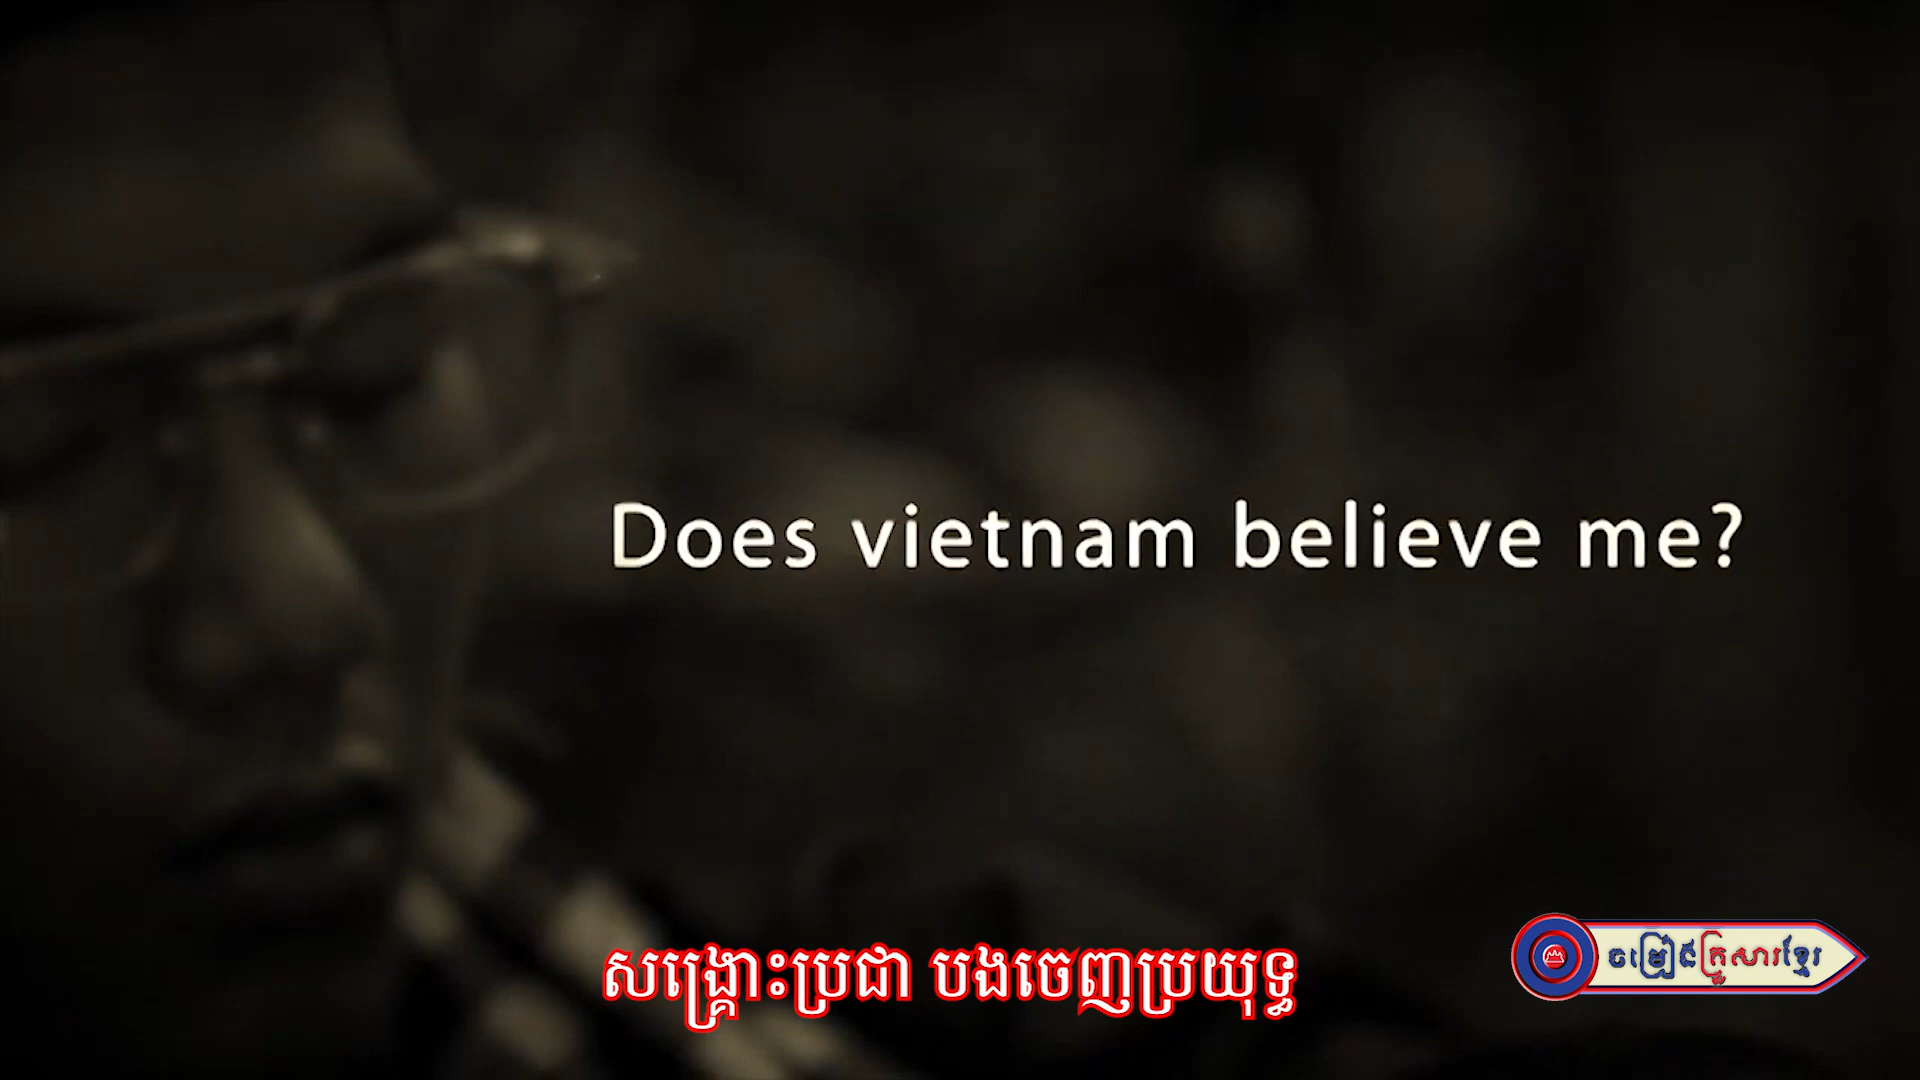 Does vietnam believe me?
សង្គ្រោះប្រជា បងចេញប្រយុទ្ធ
ចម្រៀងគ្រួសារខ្មែរ